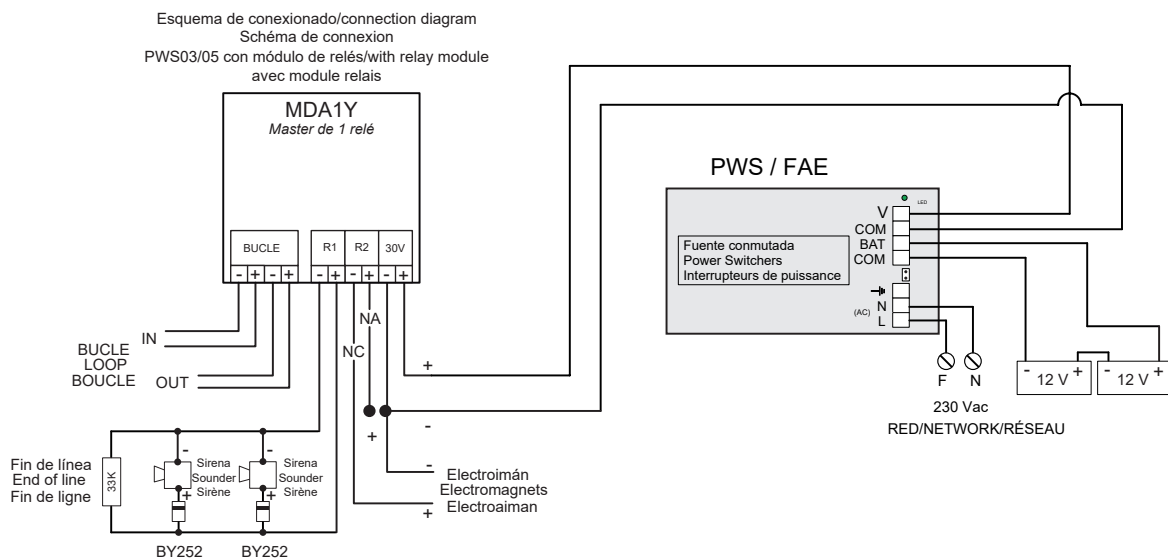 Esquema de conexionado/connection diagram
Schéma de connexion
PWS03/05 con módulo de relés/with relay module
avec module relais
MDA1Y
Master de 1 relé
BUCLE R1 R2 30V
- + - + - + - + - +
IN
BUCLE
LOOP
BOUCLE
OUT
NA
NC
+
-
+
-
+
Electroimán
Electromagnets
Electroaiman
Fin de línea
End of line
Fin de ligne
33K
-
Sirena
Sounder
Sirène
+
BY252
-
Sirena
Sounder
Sirène
+
BY252
PWS / FAE
Fuente conmutada
Power Switchers
Interrupteurs de puissance
LED
V
COM
BAT
COM
(AC)
N
L
F N
230 Vac
RED/NETWORK/RÉSEAU
- + 
12 V
- +
12 V